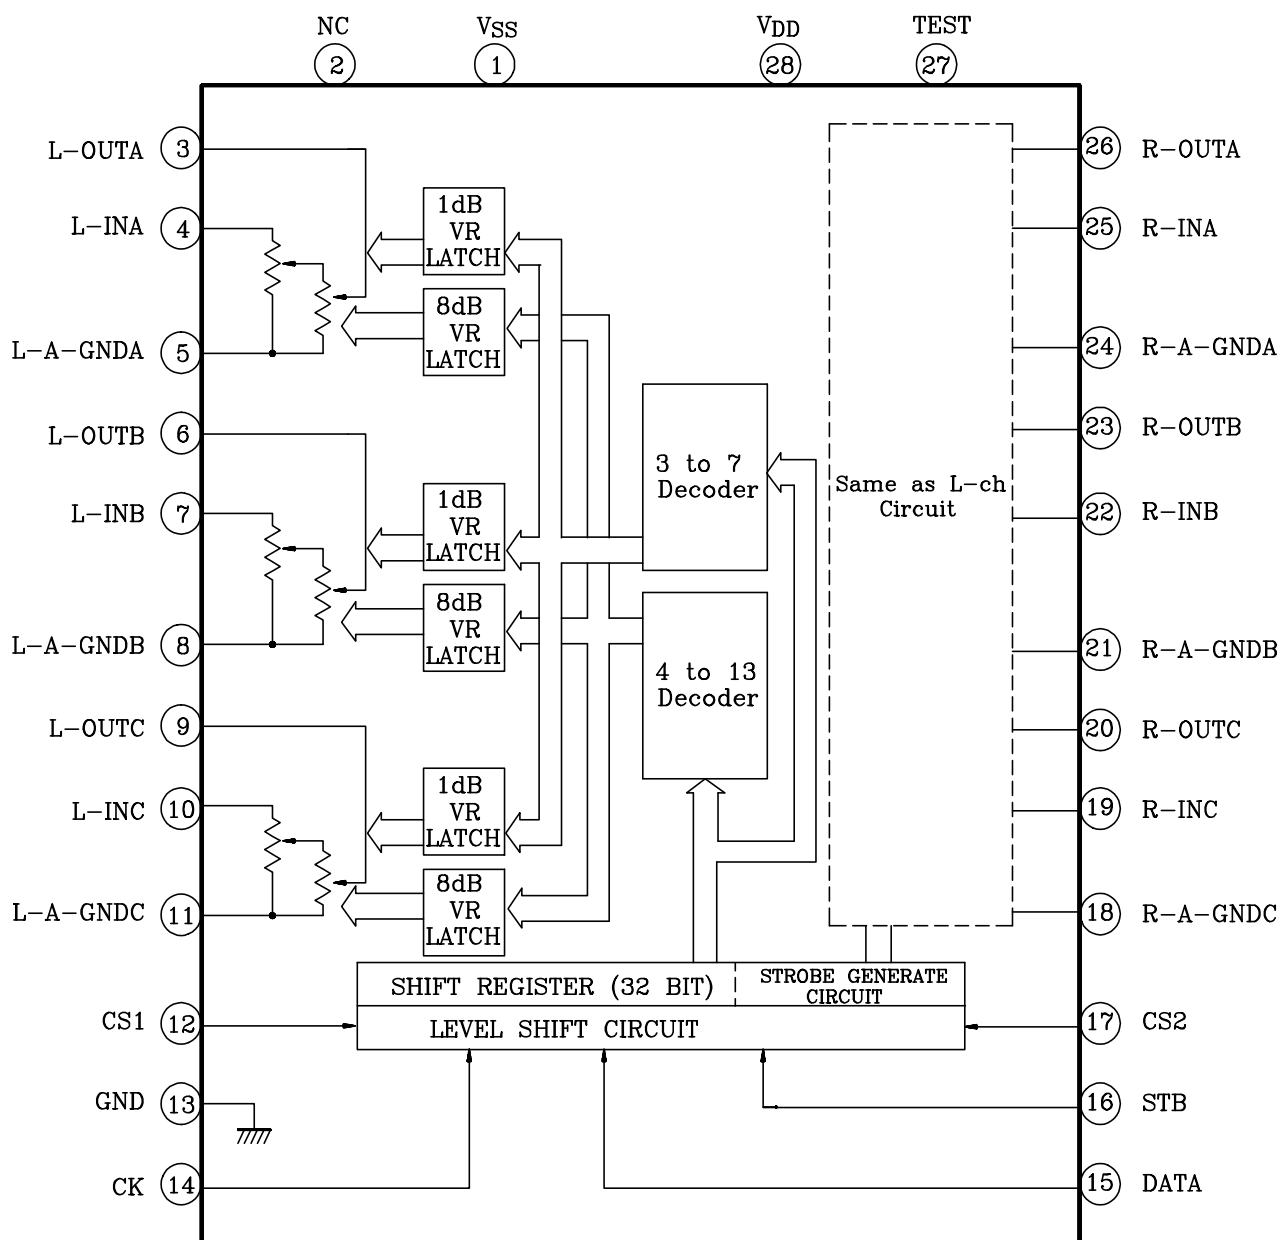 NC
VSS
VDD
TEST
2
1
28
27
L-OUTA 3
26 R-OUTA
L-INA 4
25 R-INA
L-A-GNDA 5
24 R-A-GNDA
L-OUTB 6
23 R-OUTB
L-INB 7
22 R-INB
L-A-GNDB 8
21 R-A-GNDB
L-OUTC 9
20 R-OUTC
L-INC 10
19 R-INC
L-A-GNDC 11
18 R-A-GNDC
CS1 12
17 CS2
GND 13
16 STB
CK 14
15 DATA
1dB
VR
LATCH
8dB
VR
LATCH
1dB
VR
LATCH
8dB
VR
LATCH
1dB
VR
LATCH
8dB
VR
LATCH
3 to 7
Decoder
4 to 13
Decoder
Same as L-ch
Circuit
SHIFT REGISTER (32 BIT)
STROBE GENERATE
CIRCUIT
LEVEL SHIFT CIRCUIT